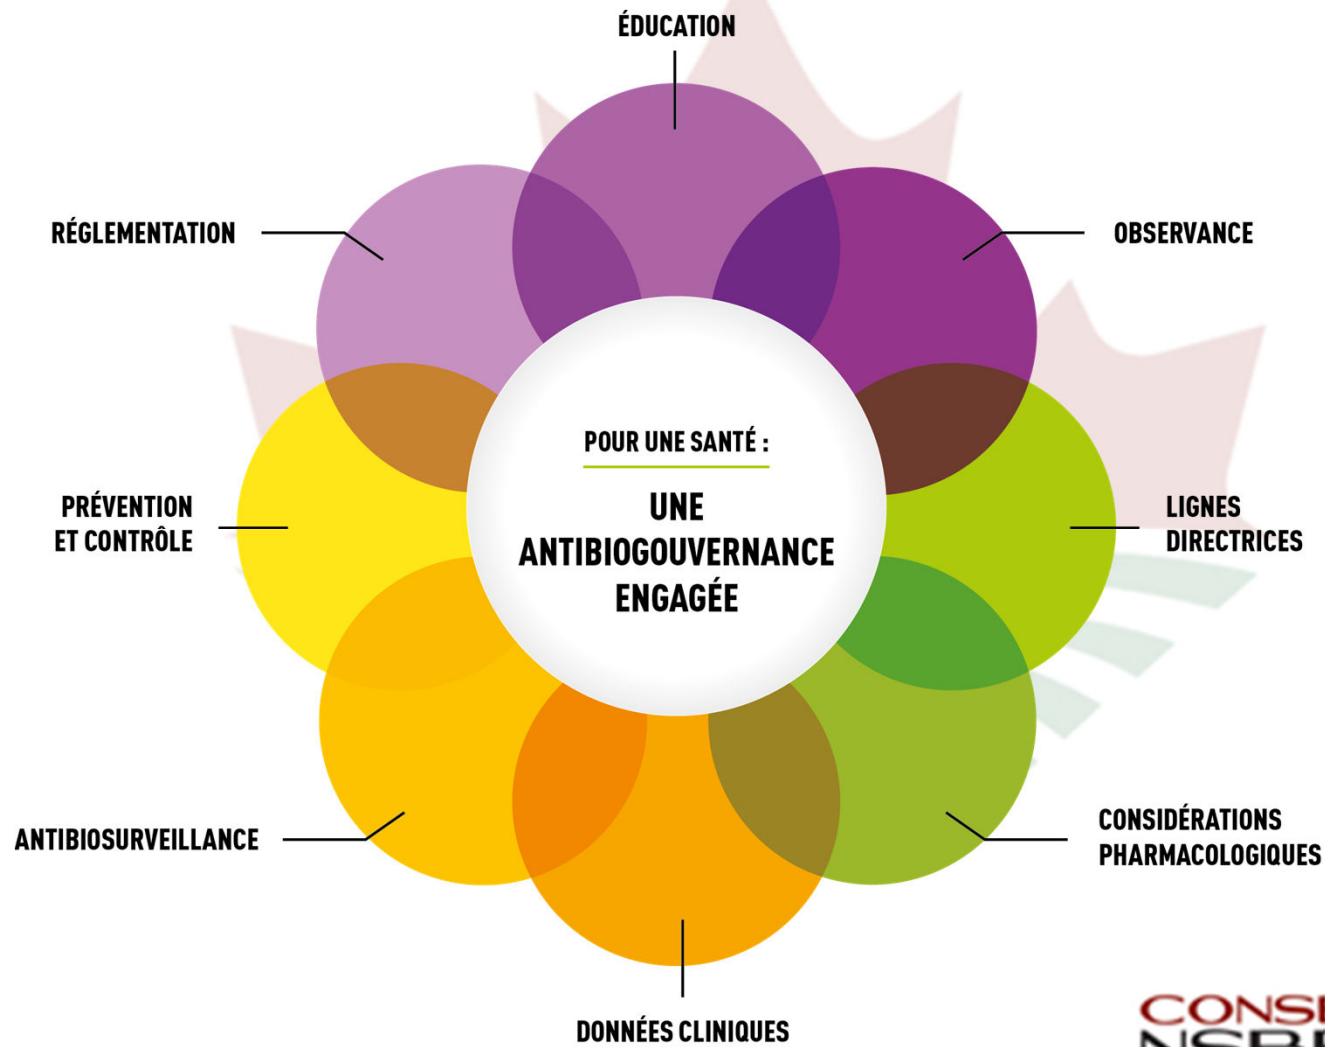 ÉDUCATION
RÉGLEMENTATION
OBSERVANCE
POUR UNE SANTÉ :
UNE
ANTIBIOGOUVERNANCE
ENGAGÉE
PRÉVENTION
ET CONTRÔLE
LIGNES
DIRECTRICES
ANTIBIOSURVEILLANCE
CONSIDÉRATIONS
PHARMACOLOGIQUES
DONNÉES CLINIQUES